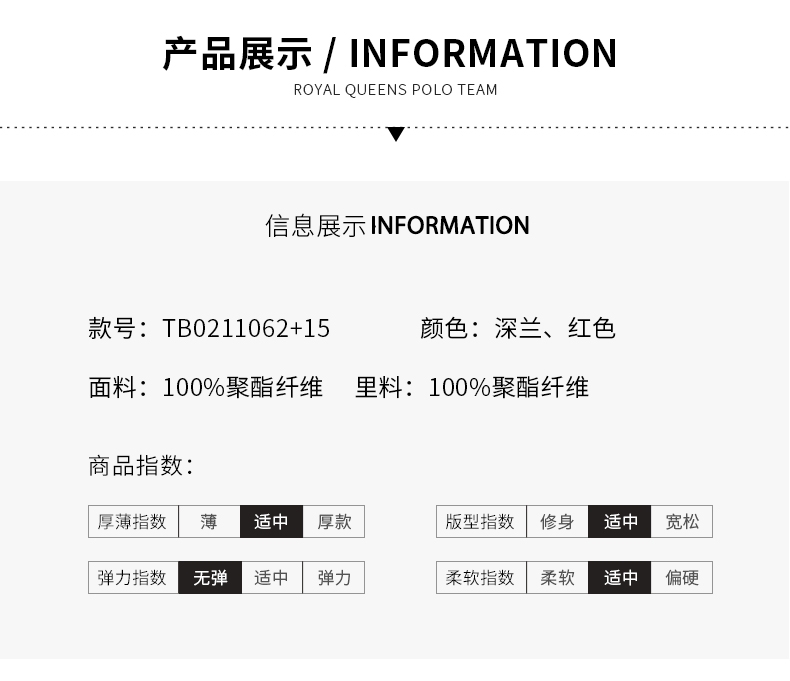 产品展示 / INFORMATION
ROYAL QUEENS POLO TEAM
信息展示 INFORMATION
款号：TB0211062+15 颜色：深兰、红色
面料：100%聚酯纤维 里料：100%聚酯纤维
商品指数：
厚薄指数 薄 适中 厚款 版型指数 修身 适中 宽松
弹力指数 无弹 适中 弹力 柔软指数 柔软 适中 偏硬